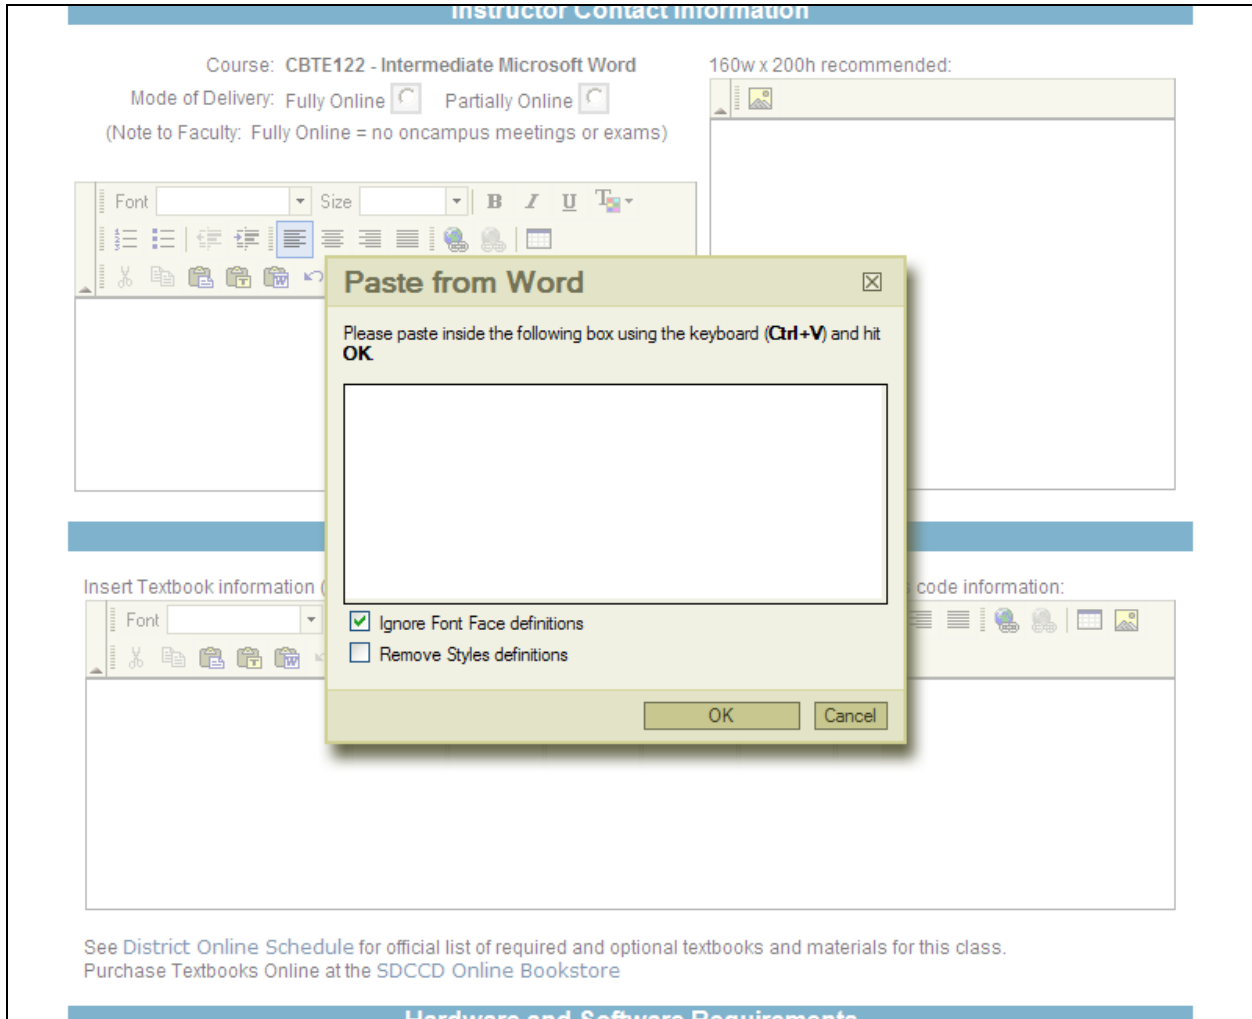 Instructor Contact Information
Course: CBTE122 - Intermediate Microsoft Word
160w x 200h recommended:
Mode of Delivery: Fully Online Partially Online
(Note to Faculty: Fully Online = no oncampus meetings or exams)
Font Size B I U T
Paste from Word
Please paste inside the following box using the keyboard (Ctrl+V) and hit
OK.
Insert Textbook information (
code information:
Ignore Font Face definitions
Font
Remove Styles definitions
OK Cancel
See District Online Schedule for official list of required and optional textbooks and materials for this class.
Purchase Textbooks Online at the SDCCD Online Bookstore
Hardware and Software Requirements